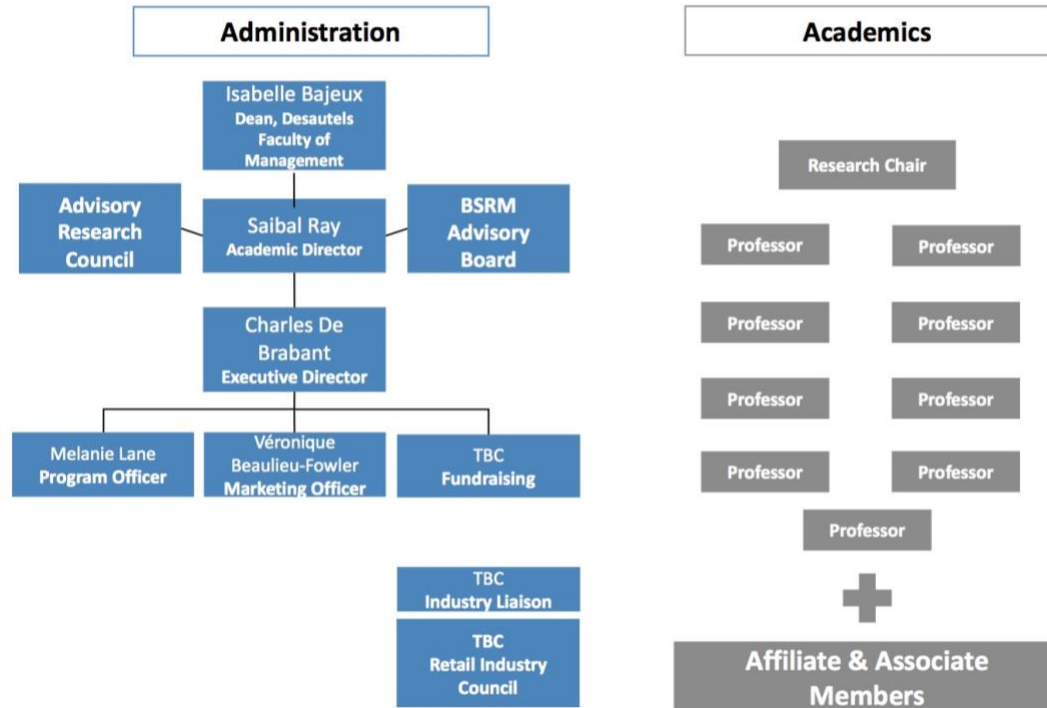 Administration
Isabelle Bajeux
Dean, Desautels
Faculty of
Management
Advisory
Research
Council
Saibal Ray
Academic Director
BSRM
Advisory
Board
Charles De
Brabant
Executive Director
Melanie Lane
Program Officer
Véronique
Beaulieu-Fowler
Marketing Officer
TBC
Fundraising
TBC
Industry Liaison
TBC
Retail Industry
Council
Academics
Research Chair
Professor
Professor
Professor
Professor
Professor
Professor
Professor
Professor
Professor
Affiliate & Associate
Members